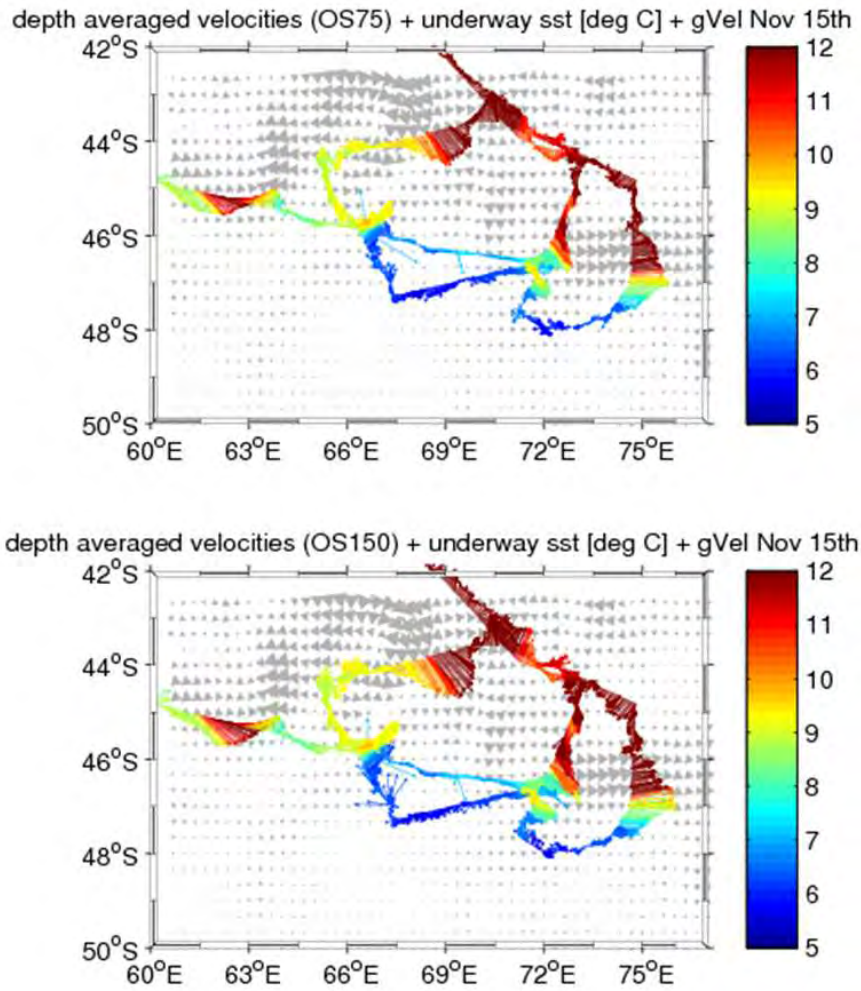 depth averaged velocities (OS75) + underway sst [deg C] + gVel Nov 15th
42°S
44°S
46°S
48°S
50°S
60°E 63°E 66°E 69°E 72°E 75°E
12
11
10
9
8
7
6
5
depth averaged velocities (OS150) + underway sst [deg C] + gVel Nov 15th
42°S
44°S
46°S
48°S
50°S
60°E 63°E 66°E 69°E 72°E 75°E
12
11
10
9
8
7
6
5